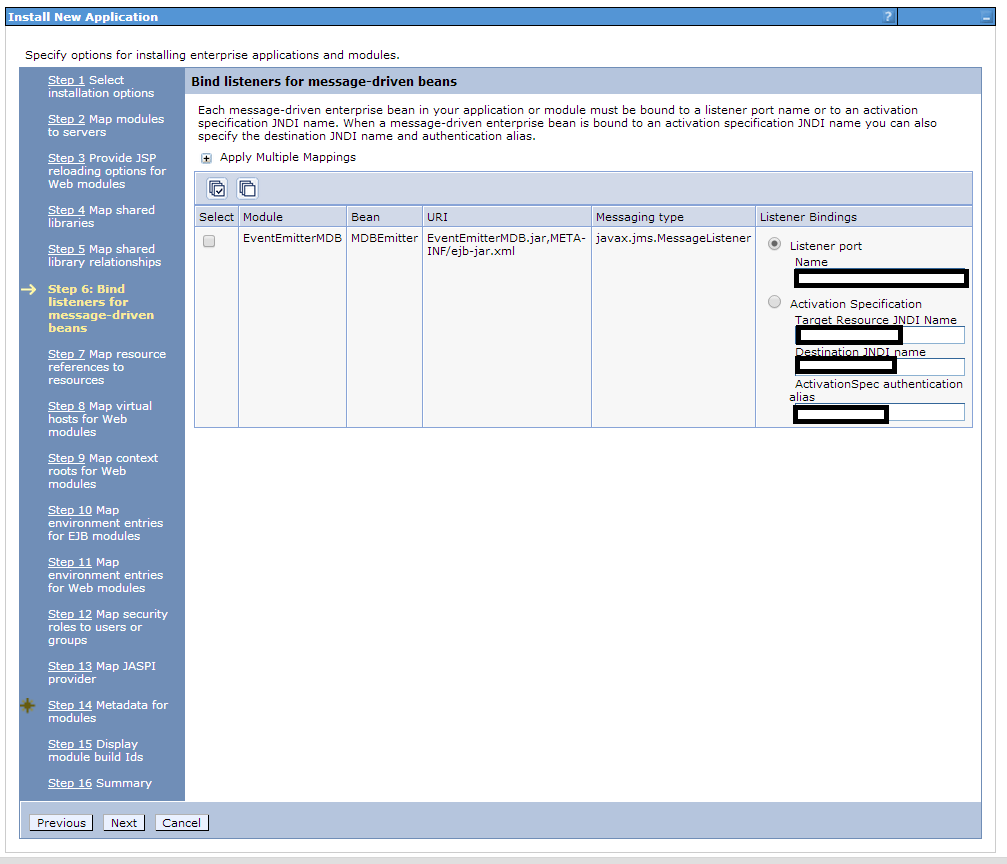 Install New Application
?
Specify options for installing enterprise applications and modules.
Step 1 Select
installation options
Step 2 Map modules
to servers
Step 3 Provide JSP
reloading options for
Web modules
Step 4 Map shared
libraries
Step 5 Map shared
library relationships
Step 6: Bind
listeners for
message-driven
beans
Step 7 Map resource
references to
resources
Step 8 Map virtual
hosts for Web
modules
Step 9 Map context
roots for Web
modules
Step 10 Map
environment entries
for EJB modules
Step 11 Map
environment entries
for Web modules
Step 12 Map security
roles to users or
groups
Step 13 Map JASPI
provider
Step 14 Metadata for
modules
Step 15 Display
module build Ids
Step 16 Summary
Bind listeners for message-driven beans
Each message-driven enterprise bean in your application or module must be bound to a listener port name or to an activation
specification JNDI name. When a message-driven enterprise bean is bound to an activation specification JNDI name you can also
specify the destination JNDI name and authentication alias.
Apply Multiple Mappings
Select Module Bean URI Messaging type Listener Bindings
EventEmitterMDB MDBEmitter EventEmitterMDB.jar,META-
INF/ejb-jar.xml
javax.jms.MessageListener
Listener port
Name
Activation Specification
Target Resource JNDI Name
Destination JNDI name
ActivationSpec authentication
alias
Previous Next Cancel